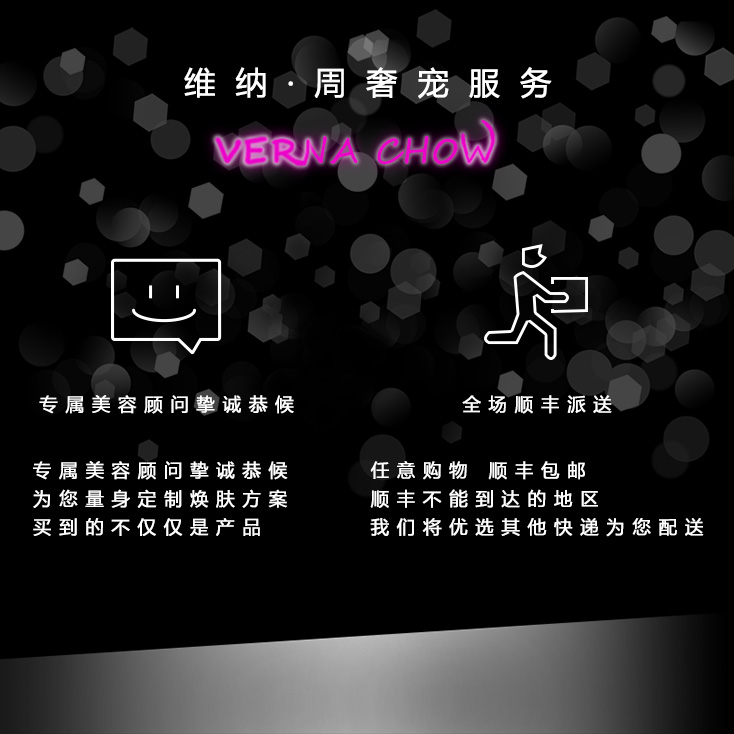 维纳·周奢宠服务
VERNA CHOW
专属美容顾问挚诚恭候
全场顺丰派送
专属美容顾问挚诚恭候
为您量身定制焕肤方案
买到的不仅仅是产品
任意购物 顺丰包邮
顺丰不能到达的地区
我们将优选其他快递为您配送